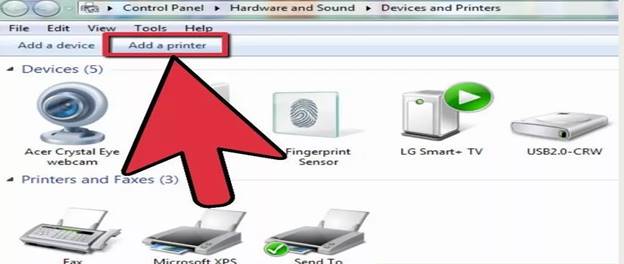 Control Panel ▸ Hardware and Sound ▸ Devices and Printers
File Edit View Tools Help
Add a device Add a printer
Devices (5)
Acer Crystal Eye
webcam
Fingerprint
Sensor
LG Smart+ TV
USB2.0-CRW
Printers and Faxes (3)
Fax
Microsoft XPS
Send To